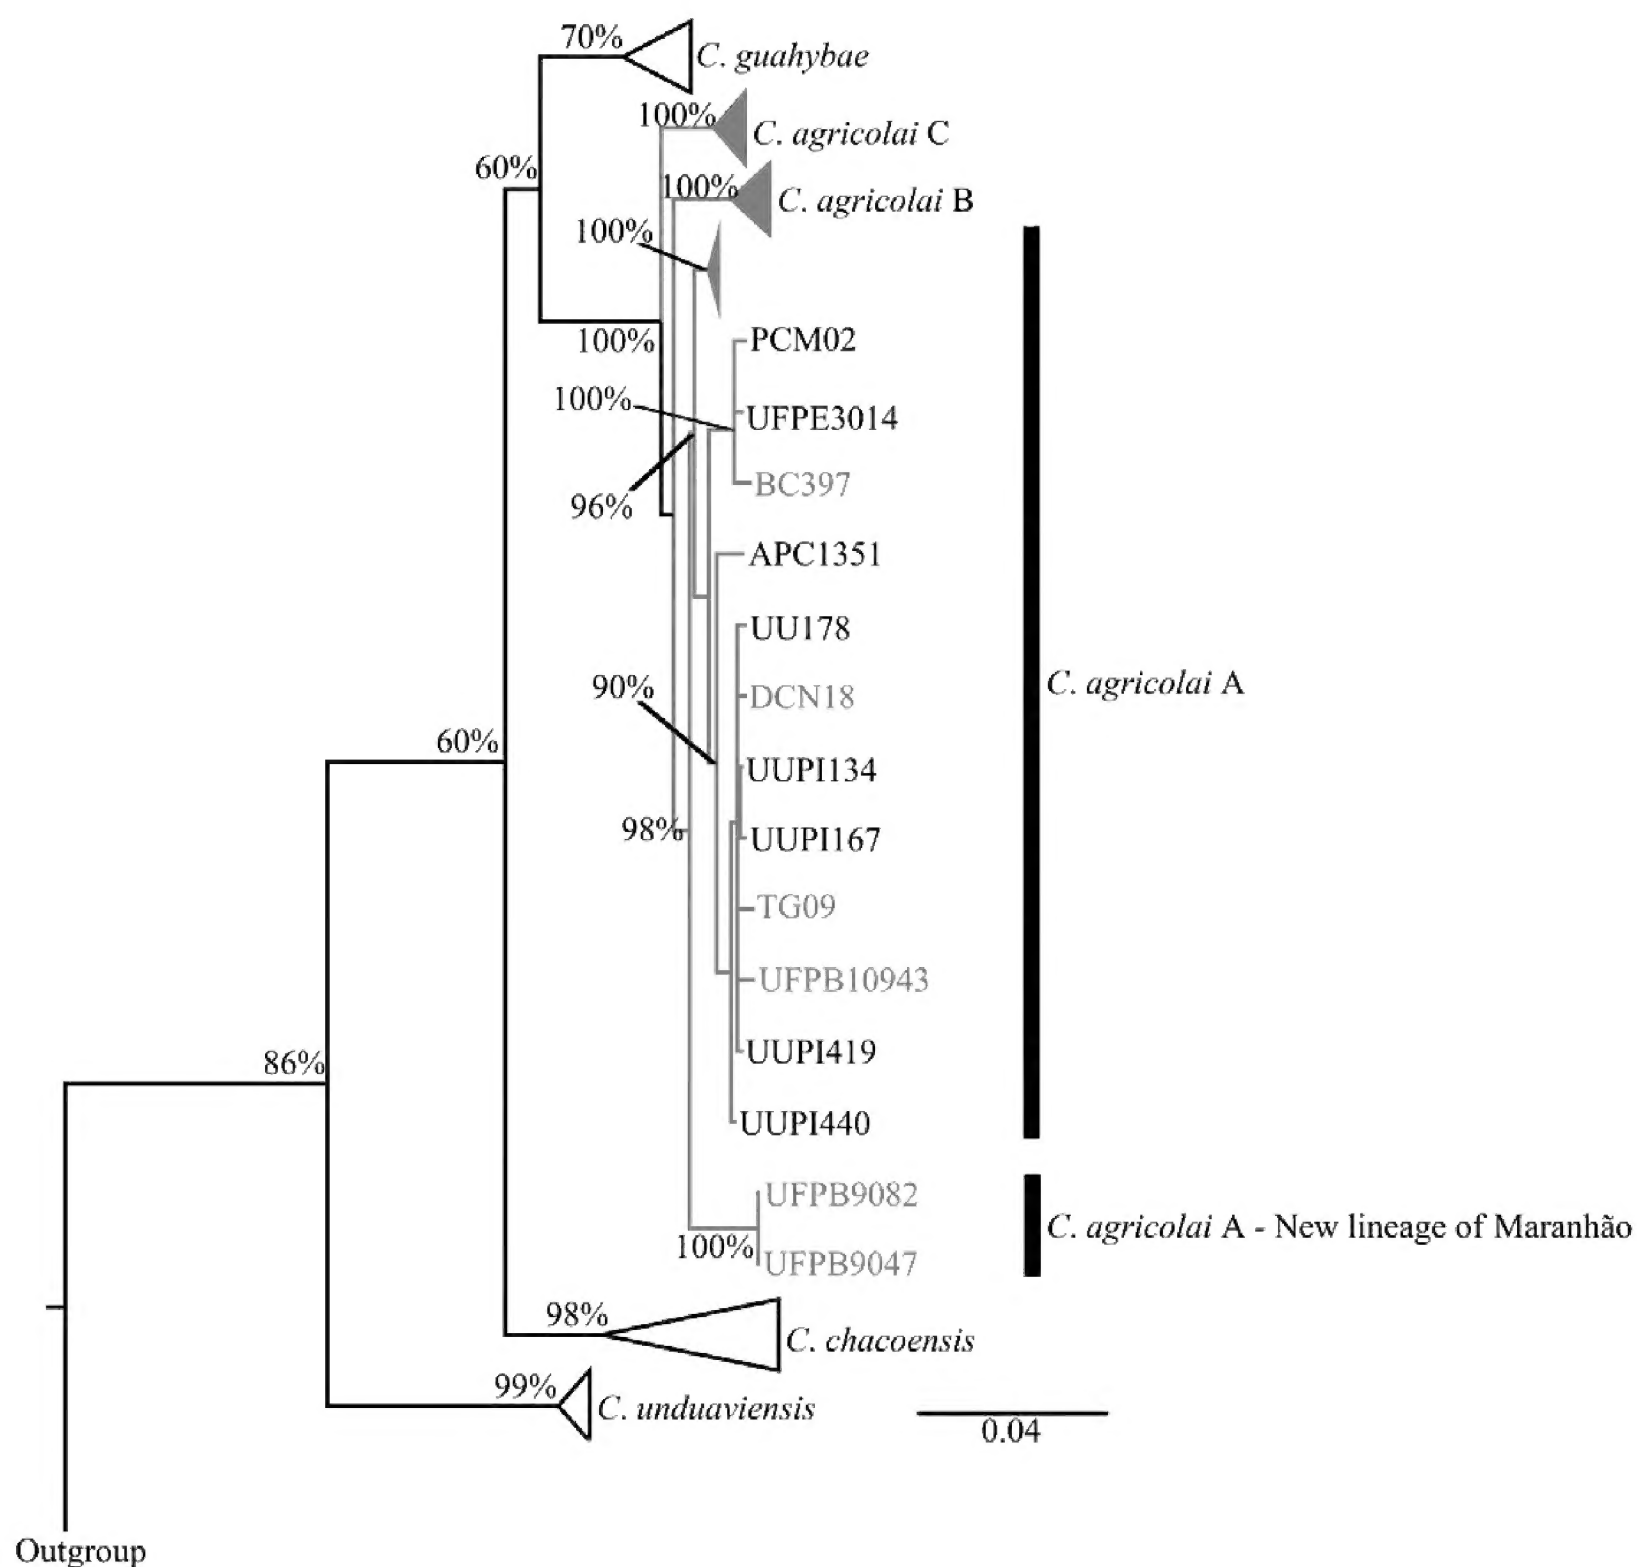 70%
C. guahybae
100%
C. agricolai C
60%
100%
C. agricolai B
100%
100%
PCM02
100%
UFPE3014
BC397
96%
APC1351
UU178
90%
DCN18
C. agricolai A
60%
UUPI134
98%
UUPI167
TG09
UFPB10943
86%
UUPI419
UUPI440
UFPB9082
C. agricolai A - New lineage of Maranhão
100%
UFPB9047
98%
C. chacoensis
99%
C. unduaviensis
0.04
Outgroup